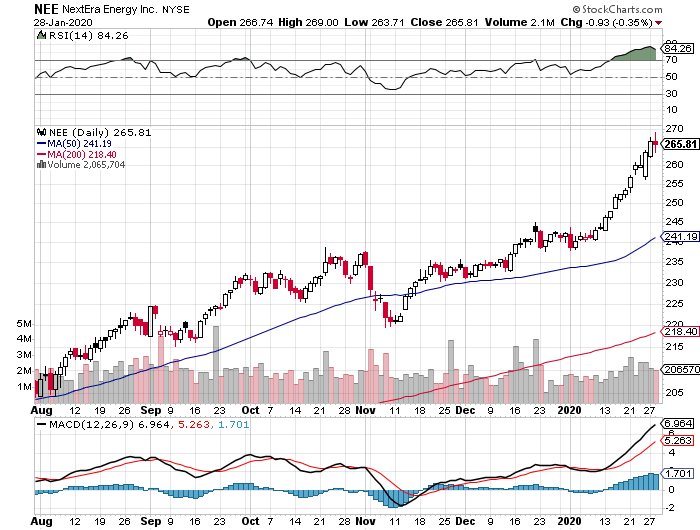 NEE NextEra Energy Inc. NYSE © StockCharts.com
28-Jan-2020 Open 266.74 High 269.00 Low 263.71 Close 265.81 Volume 2.1M Chg -0.93 (-0.35%)
RSI(14) 84.26
90
84.26
70
50
30
10
NEE (Daily) 265.81
MA(50) 241.19
MA(200) 218.40
Volume 2,065,704
270
265.81
260
255
250
245
241.19
240
235
230
225
220
218.40
215
210
205
5M
4M
3M
2M
1M
Aug 12 19 26 Sep 9 16 23 Oct 7 14 21 28 Nov 11 18 25 Dec 9 16 23 2020 13 21 27
MACD(12,26,9) 6.964, 5.263, 1.701
6.964
5.263
4
1.701
0
-2
Aug 12 19 26 Sep 9 16 23 Oct 7 14 21 28 Nov 11 18 25 Dec 9 16 23 2020 13 21 27